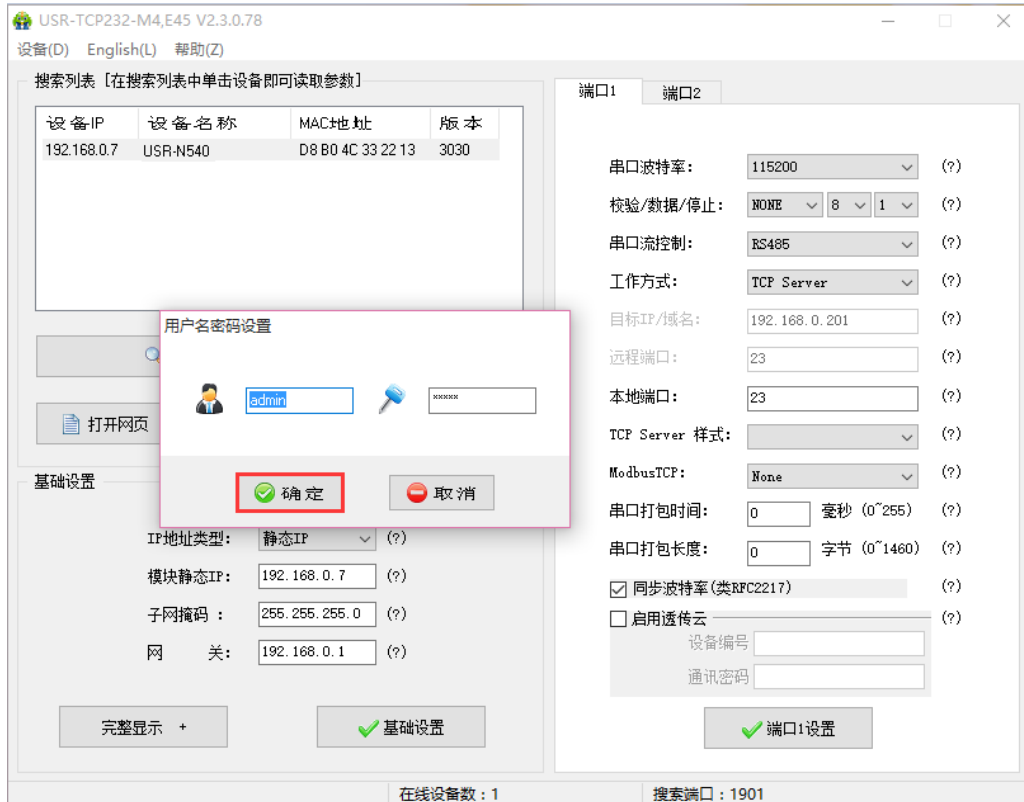 USR-TCP232-M4,E45 V2.3.0.78
设备(D) English(L) 帮助(Z)
搜索列表 [在搜索列表中单击设备即可读取参数]
设备IP 设备名称 MAC地址 版本
192.168.0.7 USR-N540 D8 B0 4C 33 22 13 3030
用户名密码设置
admin *****
确定 取消
打开网页
基础设置
IP地址类型: 静态IP (?)
模块静态IP: 192.168.0.7 (?)
子网掩码 : 255.255.255.0 (?)
网 关: 192.168.0.1 (?)
完整显示 + 基础设置
端口1 端口2
串口波特率: 115200 (?)
校验/数据/停止: NONE 8 1 (?)
串口流控制: RS485 (?)
工作方式: TCP Server (?)
目标IP/域名: 192.168.0.201 (?)
远程端口: 23 (?)
本地端口: 23 (?)
TCP Server 样式: (?)
ModbusTCP: None (?)
串口打包时间: 0 毫秒 (0~255) (?)
串口打包长度: 0 字节 (0~1460) (?)
同步波特率(类RFC2217) (?)
启用透传云 (?)
设备编号
通讯密码
端口1设置
在线设备数：1 搜索端口：1901